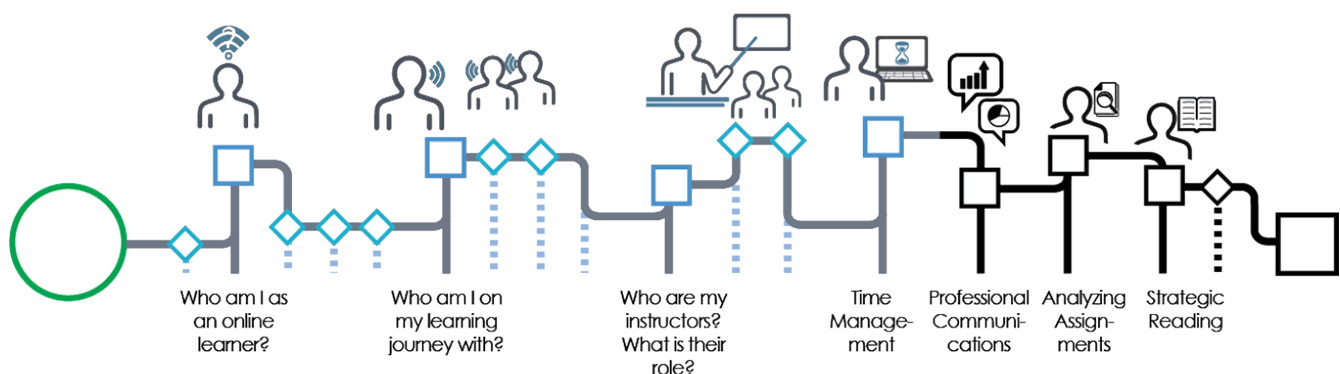 Who am I as
an online
learner?
Who am I on
my learning
journey with?
Who are my
instructors?
What is their
role?
Time
Manage-
ment
Professional
Communi-
cations
Analyzing
Assign-
ments
Strategic
Reading